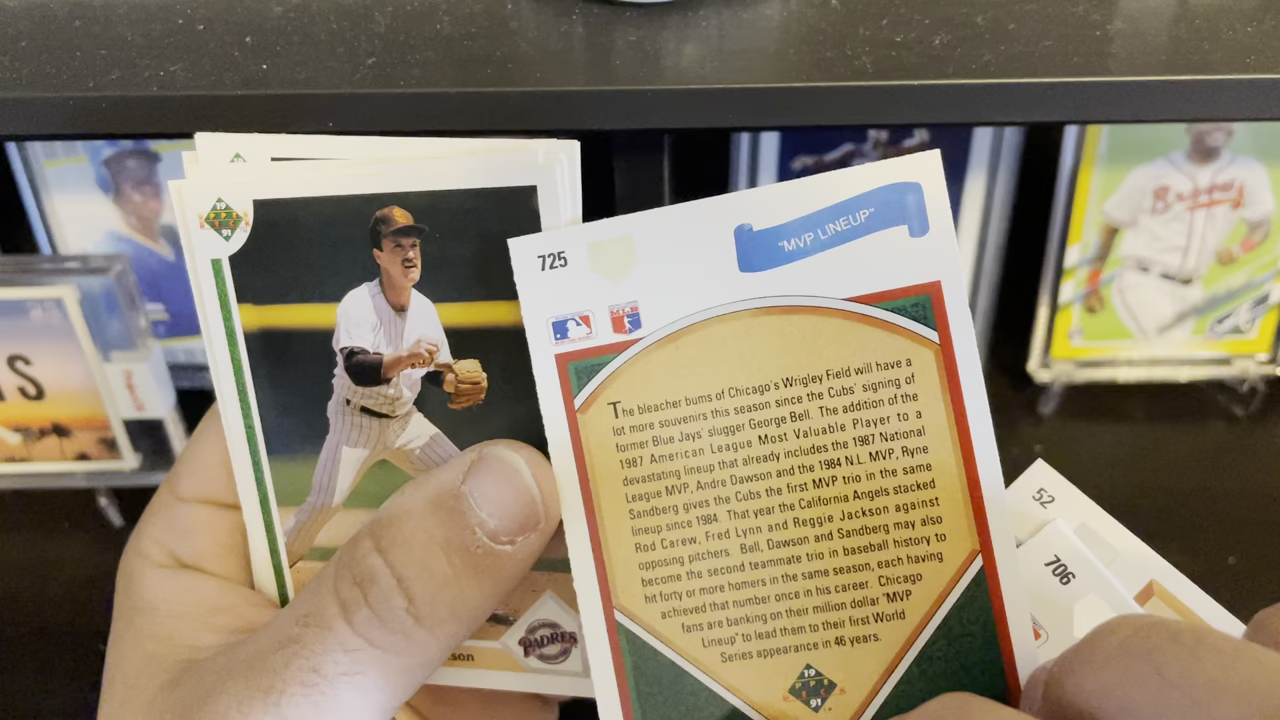 19
91
son
PADRES
S
725
"MVP LINEUP"
MLB
The bleacher bums of Chicago's Wrigley Field will have a
lot more souvenirs this season since the Cubs' signing of
former Blue Jays' slugger George Bell. The addition of the
1987 American League Most Valuable Player to a
devastating lineup that already includes the 1987 National
League MVP, Andre Dawson and the 1984 N.L. MVP, Ryne
Sandberg gives the Cubs the first MVP trio in the same
lineup since 1984. That year the California Angels stacked
Rod Carew, Fred Lynn and Reggie Jackson against
opposing pitchers. Bell, Dawson and Sandberg may also
become the second teammate trio in baseball history to
hit forty or more homers in the same season, each having
achieved that number once in his career. Chicago
fans are banking on their million dollar "MVP
Lineup" to lead them to their first World
Series appearance in 46 years.
19
91
Braves
52
706